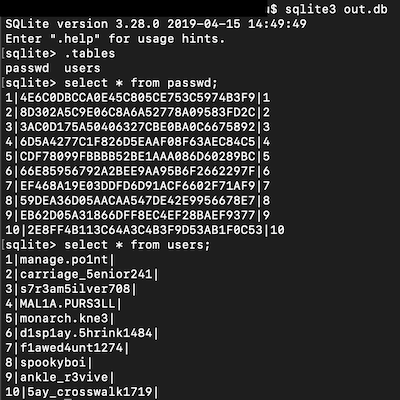 $ sqlite3 out.db
SQLite version 3.28.0 2019-04-15 14:49:49
Enter ".help" for usage hints.
sqlite> .tables
passwd users
sqlite> select * from passwd;
1|4E6C0DBCCA0E45C805CE753C5974B3F9|1
2|8D302A5C9E06C8A6A52778A09583FD2C|2
3|3AC0D175A50406327CBE0BA0C6675892|3
4|6D5A4277C1F826D5EAAF08F63AEC84C5|4
5|CDF78099FBBBB52BE1AAA086D60289BC|5
6|66E85956792A2BEE9AA95B6F2662297F|6
7|EF468A19E03DDFD6D91ACF6602F71AF9|7
8|59DEA36D05AACAA547DE42E9956678E7|8
9|EB62D05A31866DFF8EC4EF28BAEF9377|9
10|2E8FF4B113C64A3C4B3F9D53AB1F0C53|10
sqlite> select * from users;
1|manage.po1nt|
2|carriage_5enior241|
3|s7r3am5ilver708|
4|MAL1A.PURS3LL|
5|monarch.kne3|
6|d1sp1ay.5hrink1484|
7|f1awed4unt1274|
8|spookyboi|
9|ankle_r3vive|
10|5ay_crosswalk1719|